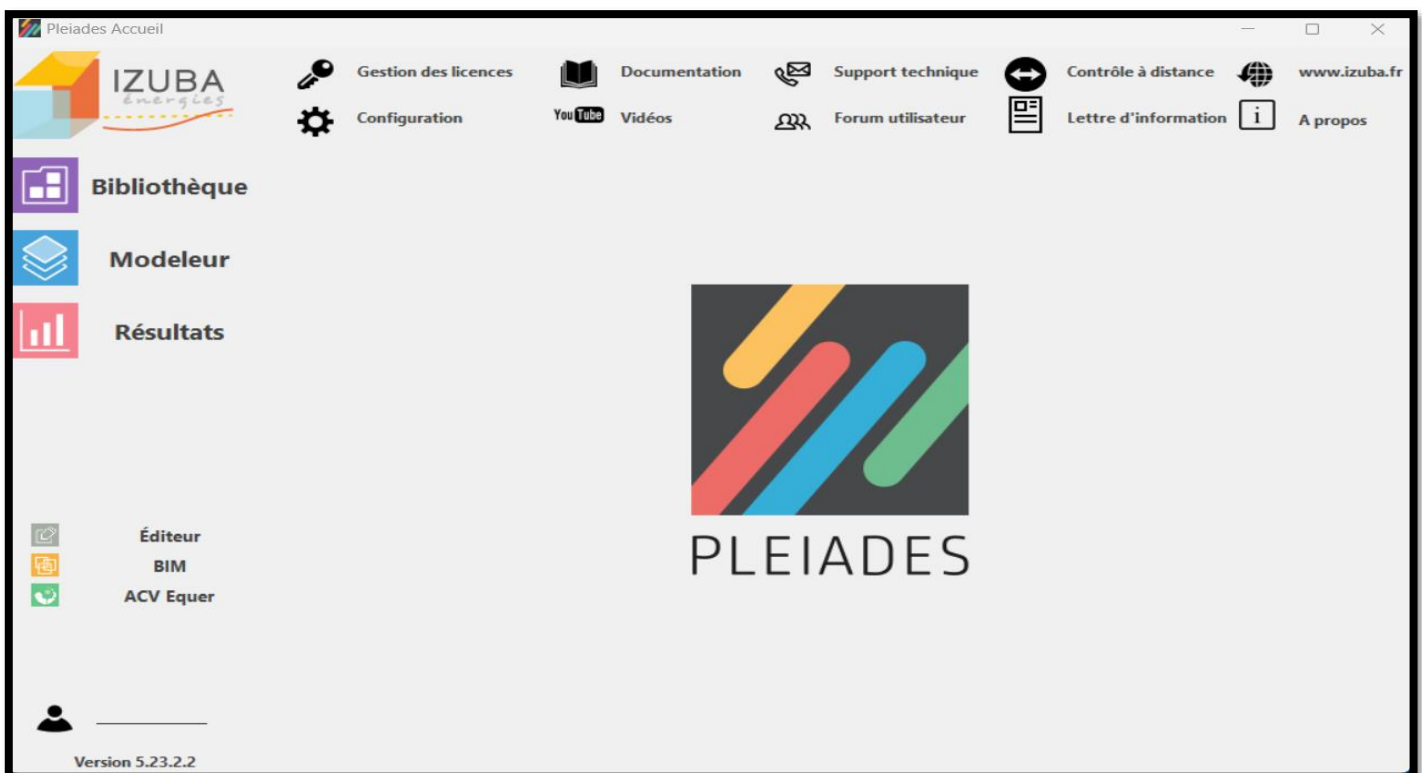 Pleiades Accueil
IZUBA
énergies
Gestion des licences
Documentation
Support technique
Contrôle à distance
www.izuba.fr
Configuration
You Tube
Vidéos
Forum utilisateur
Lettre d'information
i
A propos
Bibliothèque
Modeleur
Résultats
PLEIADES
Éditeur
BIM
ACV Equer
Version 5.23.2.2